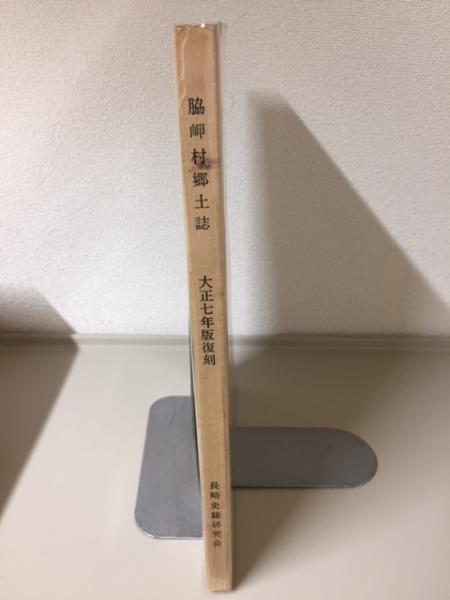 脇岬村郷土誌
大正七年版復刻
長崎史誌研究会